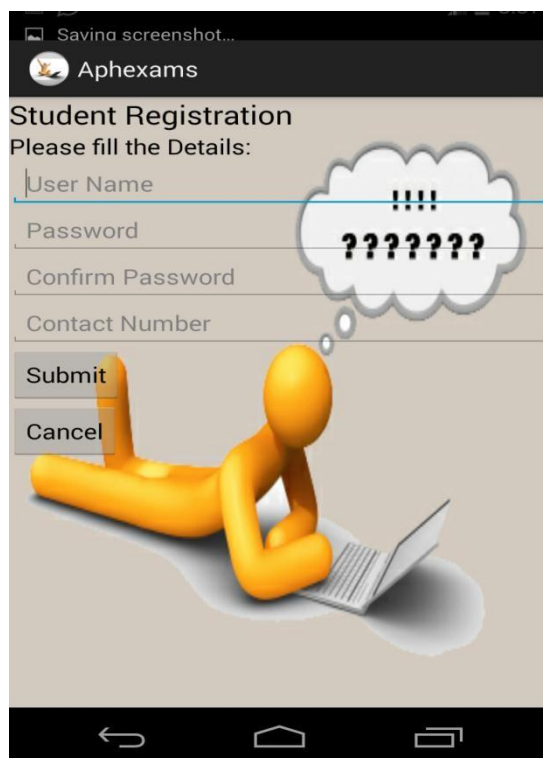 Saving screenshot...
Aphexams
Student Registration
Please fill the Details:
User Name
!!!!
Password
???????
Confirm Password
Contact Number
Submit
Cancel